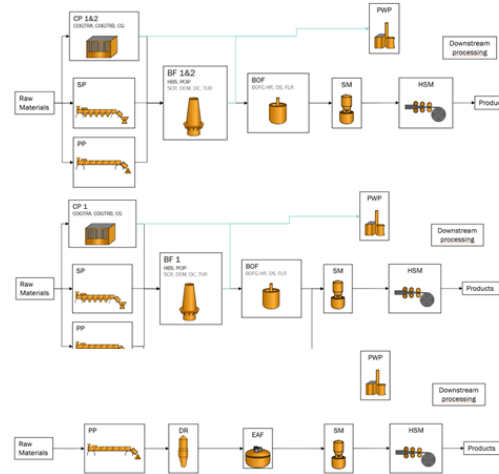 CP 1&2
COGTRA, COGTRB, CG
PWP
Downstream
processing
SP
BF 1&2
HBS, PCIP
SCR, DEM, DC, TUR
BOF
BOFG HR, DS, FLR
SM
HSM
Raw
Materials
Product
PP
CP 1
COGTRA, COGTRB, CG
PWP
Downstream
processing
SP
BF 1
HBS, PCIP
SCR, DEM, DC, TUR
BOF
BOFG HR, DS, FLR
SM
HSM
Raw
Materials
Products
PP
PWP
Downstream
processing
PP
DR
EAF
SM
HSM
Raw
Materials
Products